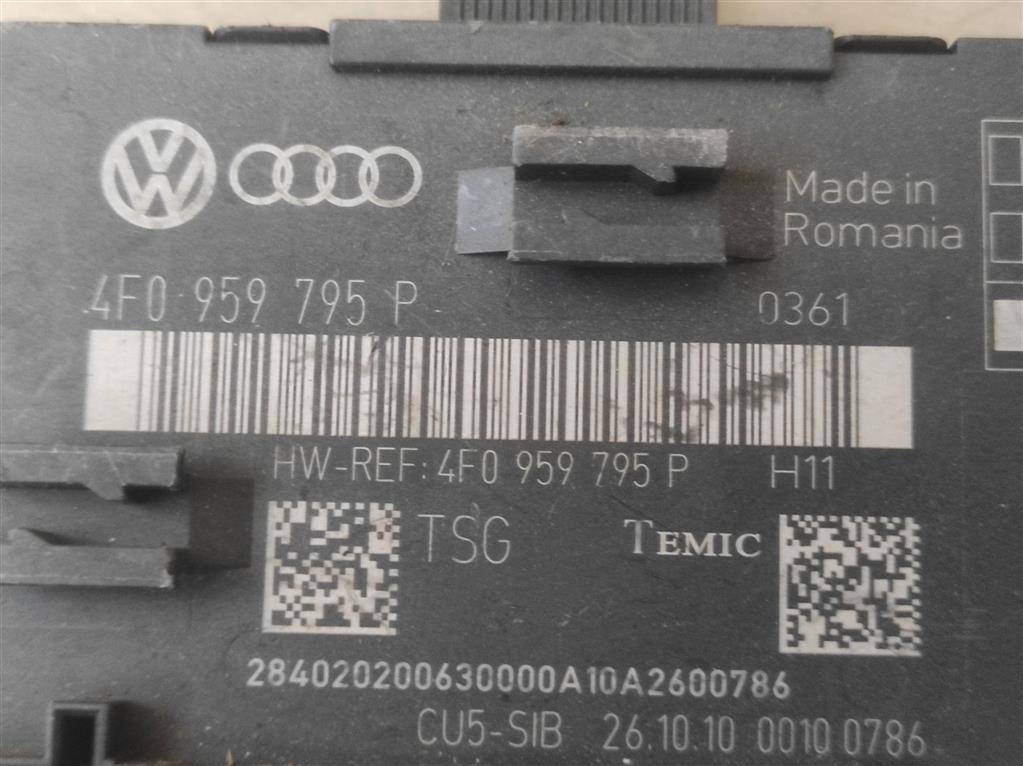 Made in
Romania
4F0 959 795 P 0361
HW-REF: 4F0 959 795 P H11
TSG TEMIC
284020200630000A10A2600786
CU5-SIB 26.10.10 0010 0786